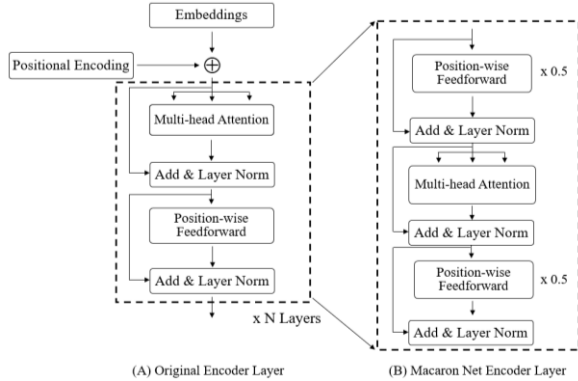 Embeddings
Positional Encoding
Multi-head Attention
Add & Layer Norm
Position-wise
Feedforward
Add & Layer Norm
x N Layers
(A) Original Encoder Layer
Position-wise
Feedforward
x 0.5
Add & Layer Norm
Multi-head Attention
Add & Layer Norm
Position-wise
Feedforward
x 0.5
Add & Layer Norm
(B) Macaron Net Encoder Layer